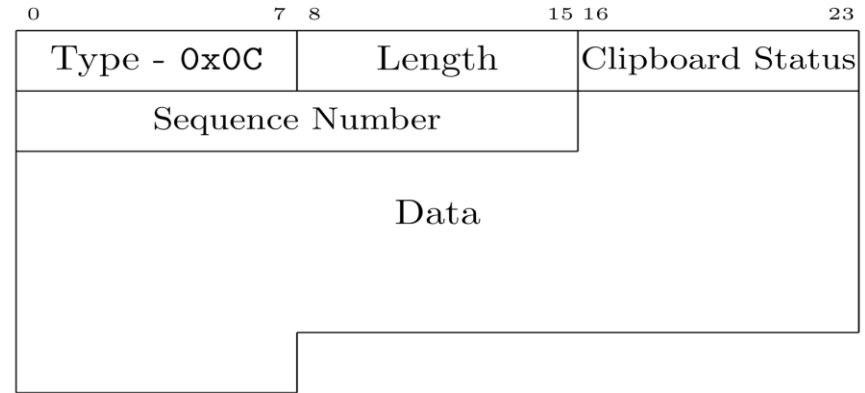 0 7 8 15 16 23
Type - 0x0C Length Clipboard Status
Sequence Number
Data